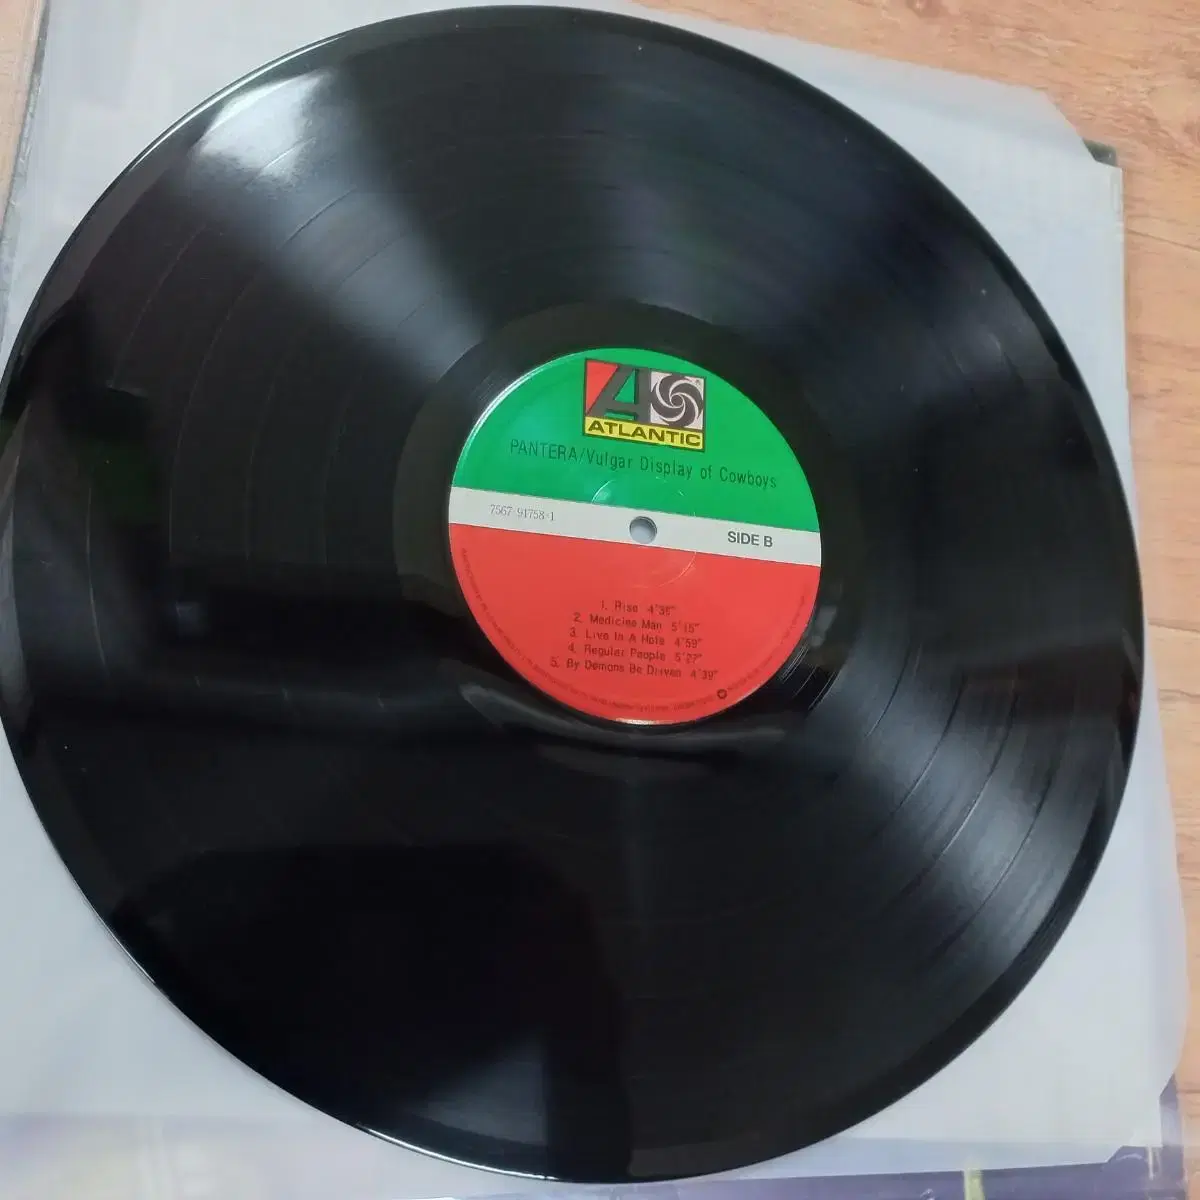 ATLANTIC
PANTERA/Vulgar Display of Cowboys
7567-91758-1
SIDE B
1. Rise 4'36"
2. Medicine Man 5'15"
3. Live In A Hole 4'59"
4. Regular People 5'27"
5. By Demons Be Driven 4'39"